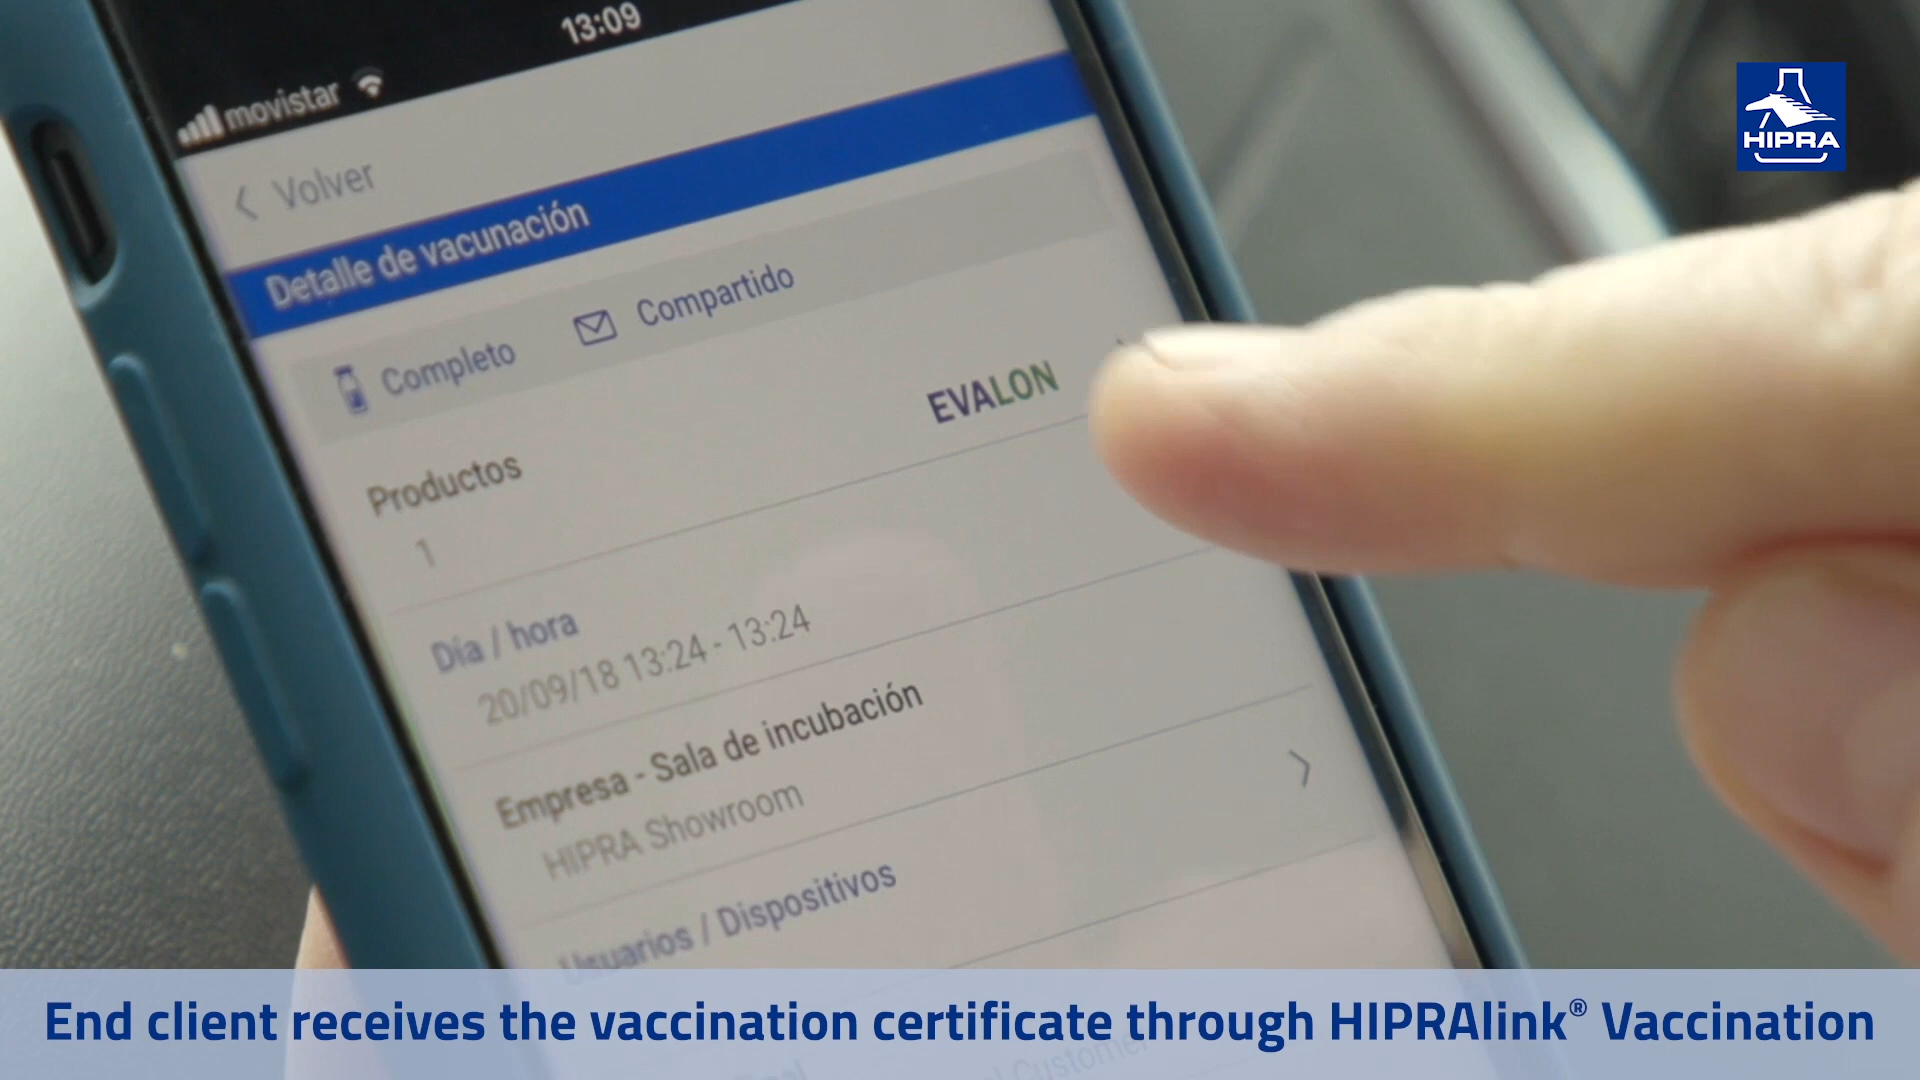 13:09
movistar
Volver
Detalle de vacunación
Completo
Compartido
EVALON
Productos
1
Día / hora
20/09/18 13:24 - 13:24
Empresa - Sala de incubación
HIPRA Showroom
Usuarios / Dispositivos
HIPRA
End client receives the vaccination certificate through HIPRAlink® Vaccination
Customer